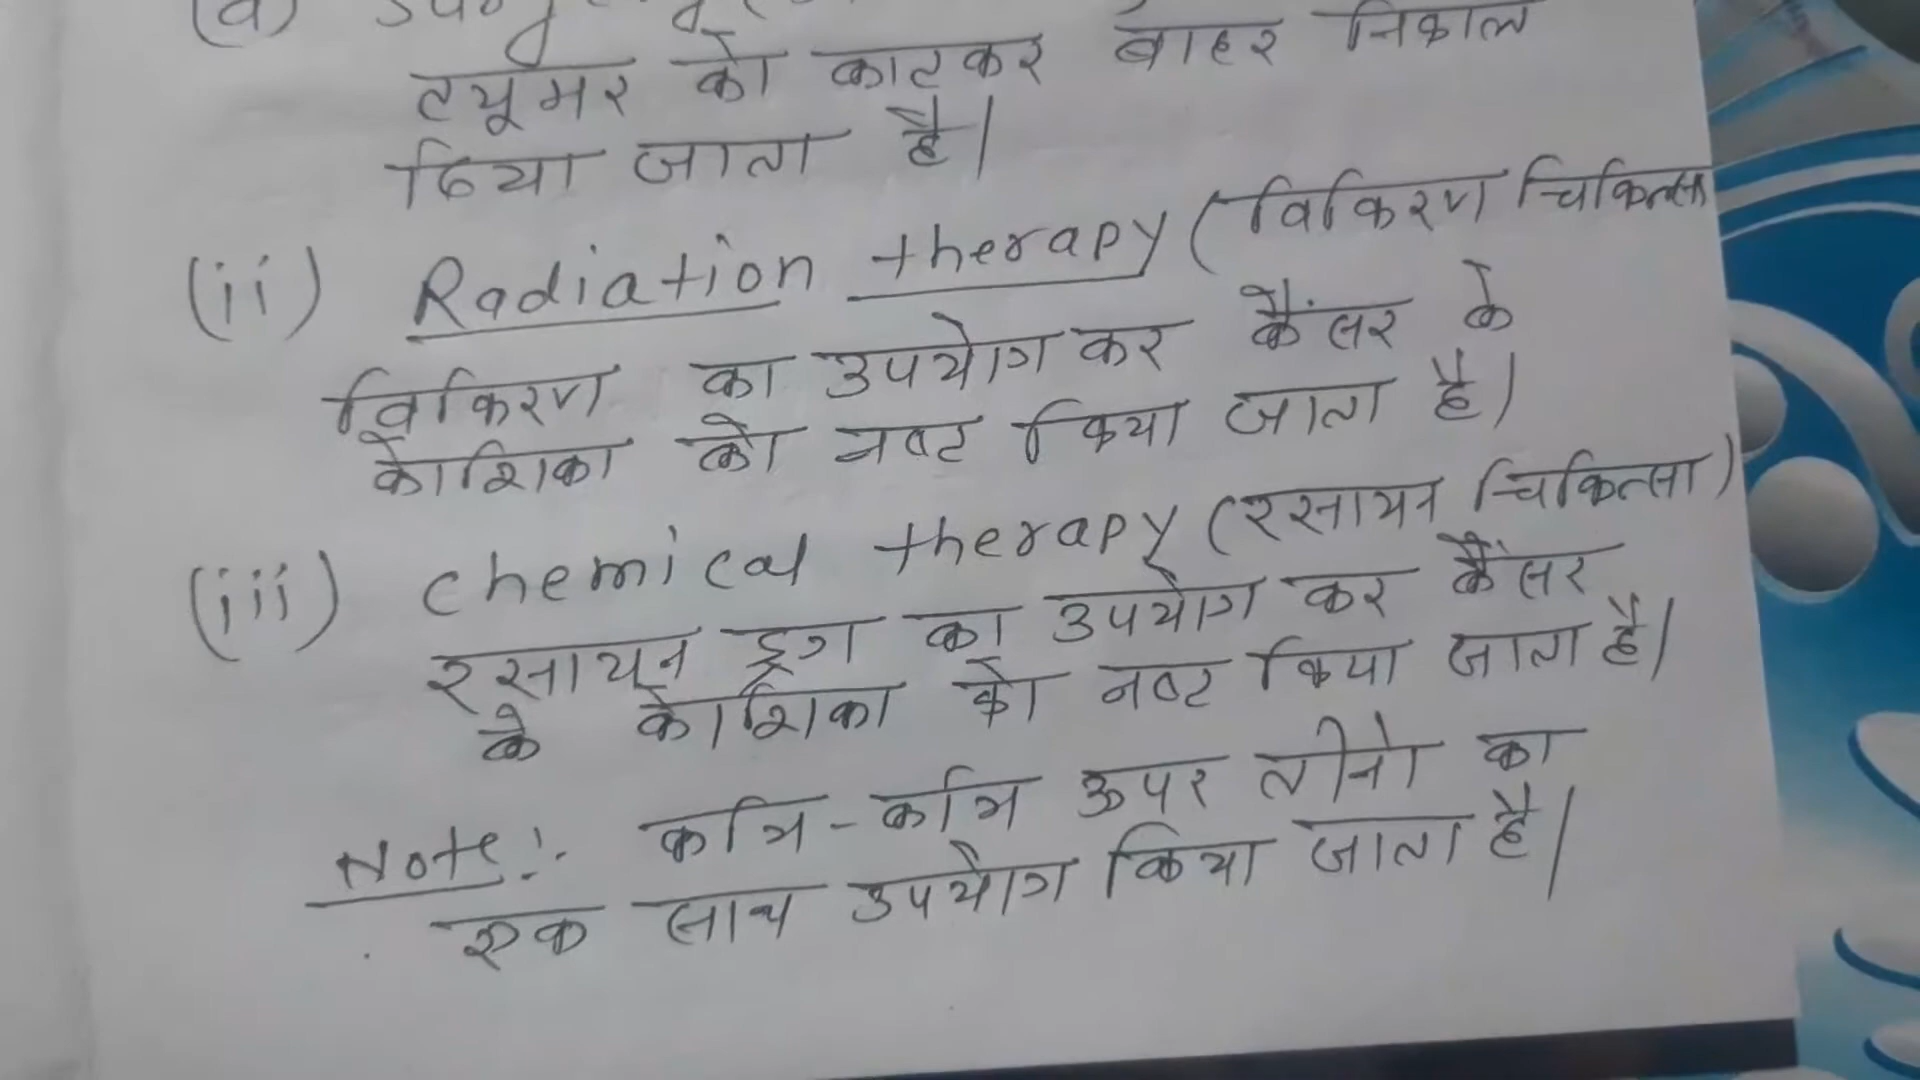 ट्यूमर को काटकर बाहर निकाल
दिया जाता है।
(ii) Radiation therapy (विकिरण चिकित्सा
विकिरण का उपयोग कर कैंसर के
कोशिका को नष्ट किया जाता है।
(iii) chemical therapy (रसायन चिकित्सा)
रसायन ड्रग का उपयोग कर कैंसर
के कोशिका को नष्ट किया जाता है।
Note:- कभि-कभि ऊपर तीनो का
एक साथ उपयोग किया जाता है।